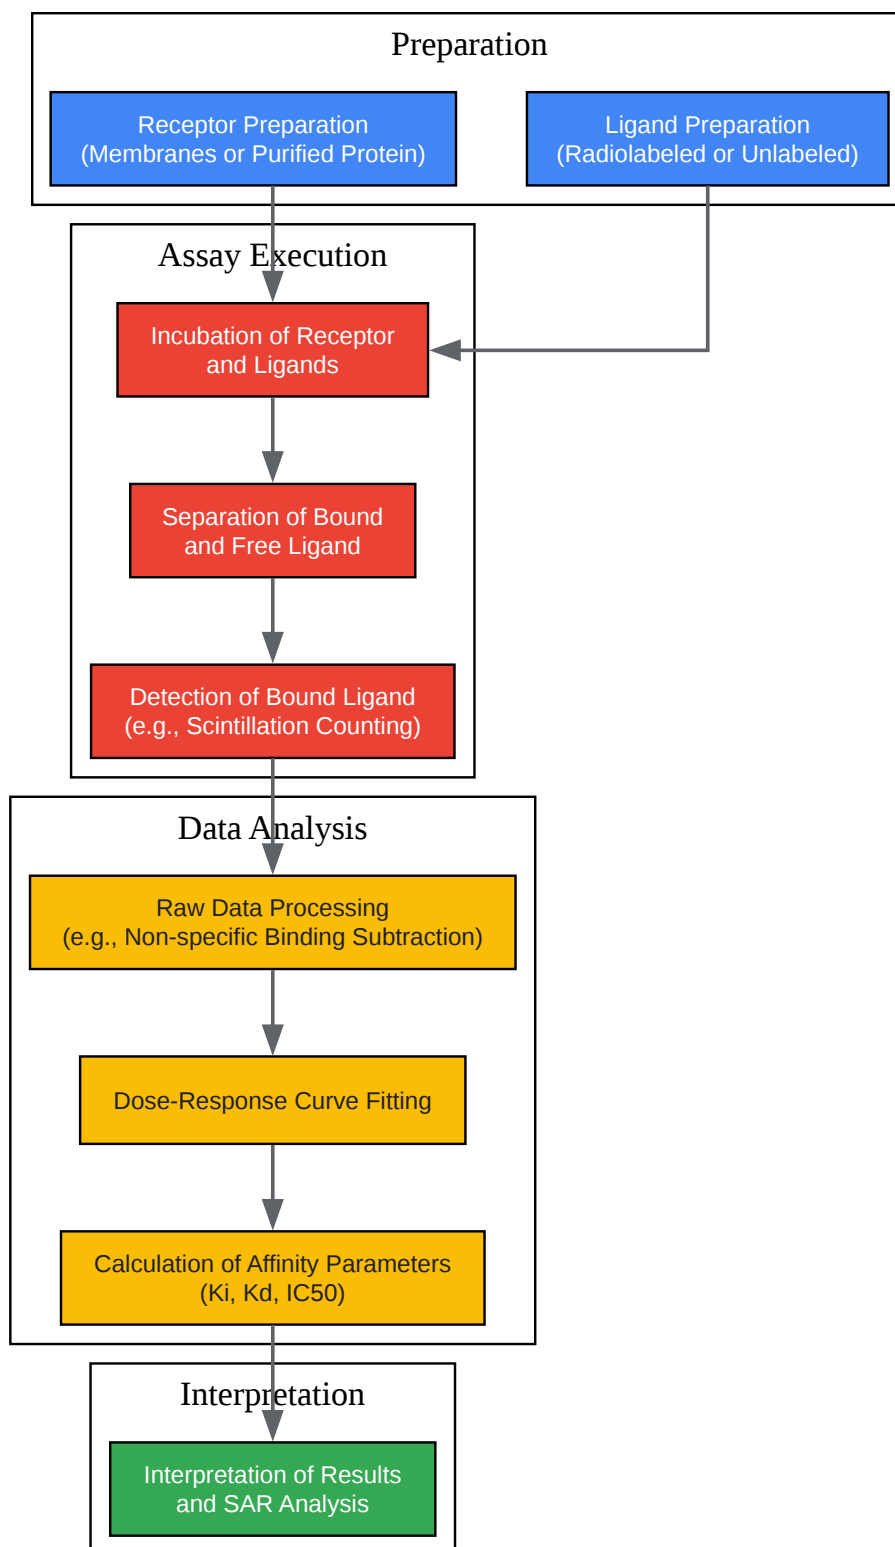 Preparation
Receptor Preparation
(Membranes or Purified Protein)
Ligand Preparation
(Radiolabeled or Unlabeled)
Assay Execution
Incubation of Receptor
and Ligands
Separation of Bound
and Free Ligand
Detection of Bound Ligand
(e.g., Scintillation Counting)
Data Analysis
Raw Data Processing
(e.g., Non-specific Binding Subtraction)
Dose-Response Curve Fitting
Calculation of Affinity Parameters
(Ki, Kd, IC50)
Interpretation
Interpretation of Results
and SAR Analysis